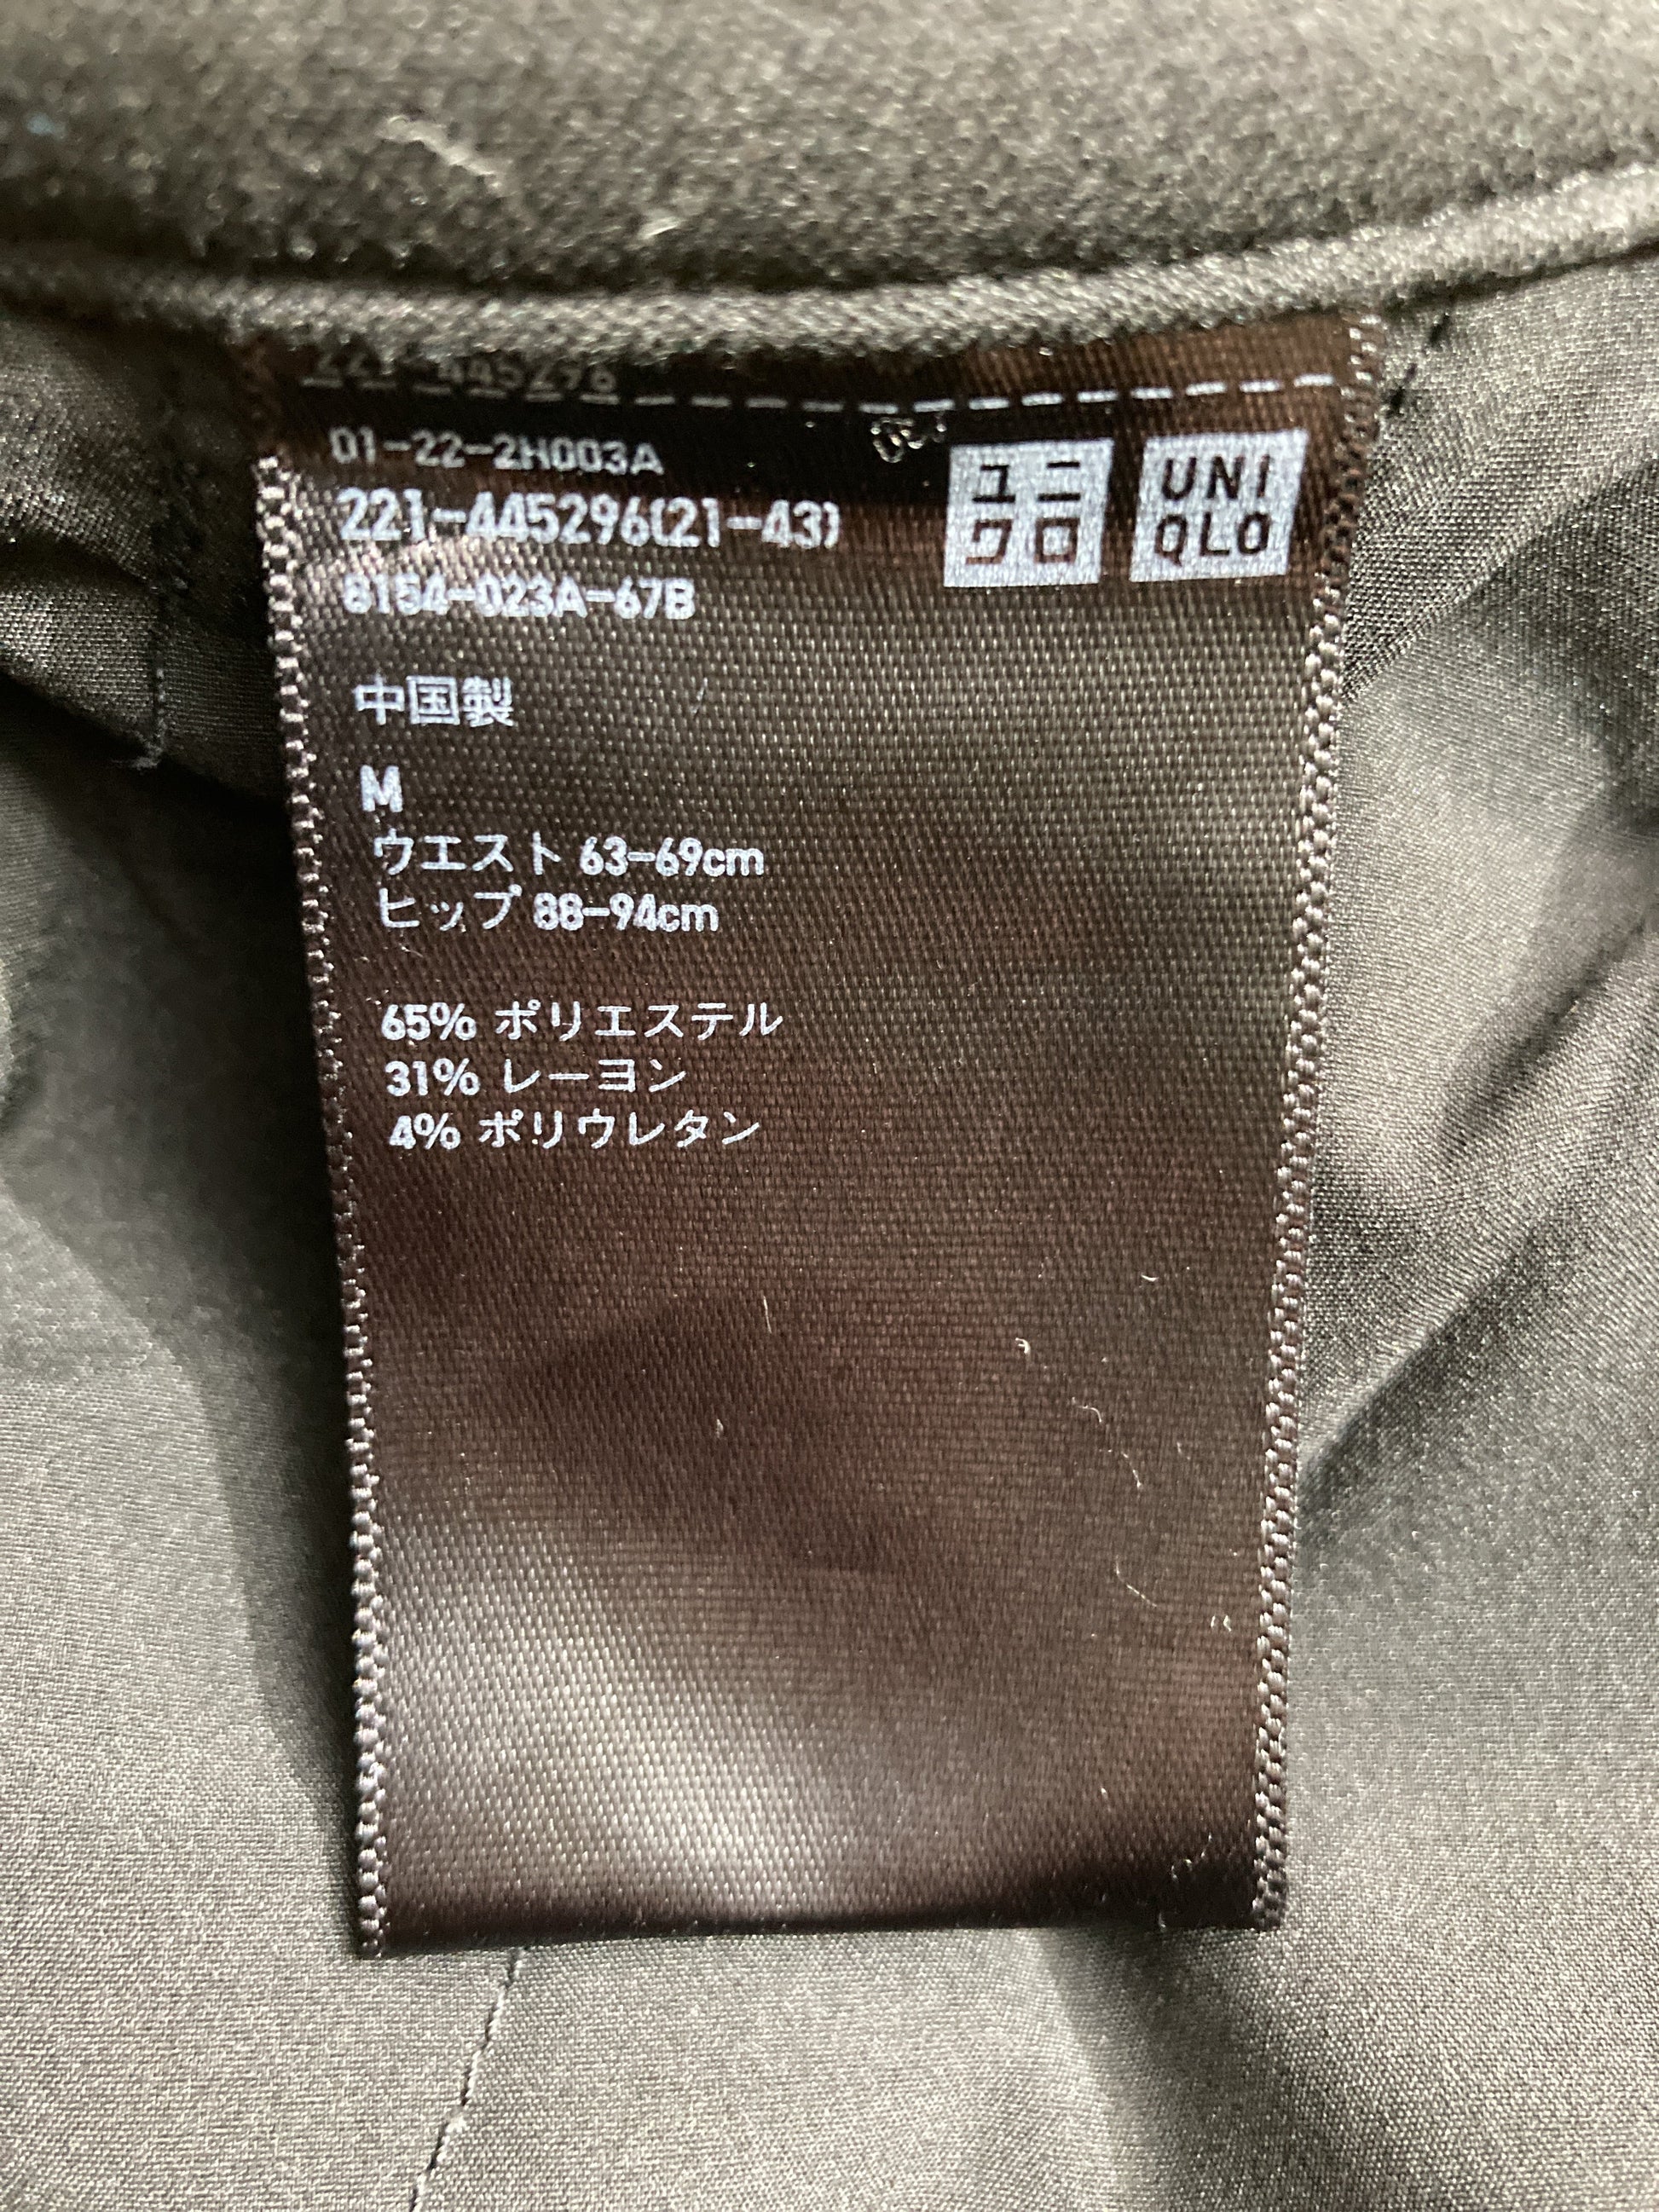 221-445296
01-22-2H003A
221-445296(21-43)
8154-023A-67B
ユニ
クロ
UNI
QLO
中国製
M
ウエスト 63-69cm
ヒップ 88-94cm
65% ポリエステル
31% レーヨン
4% ポリウレタン